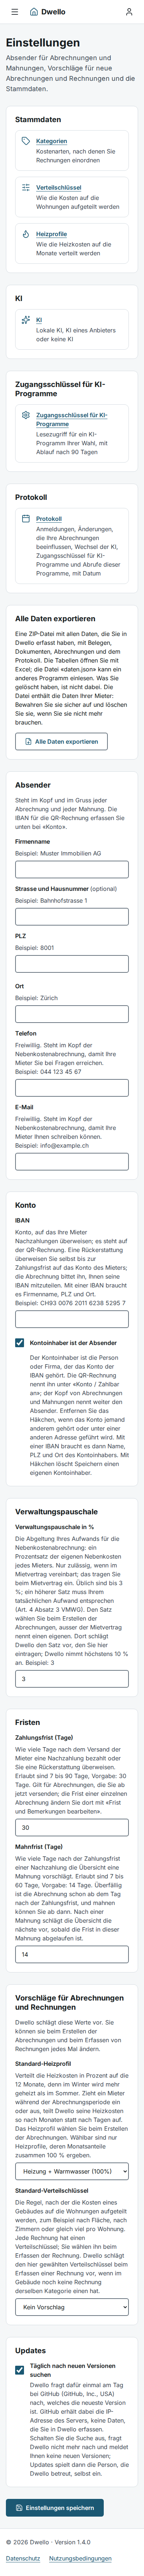 Dwello
Einstellungen
Absender für Abrechnungen und
Mahnungen, Vorschläge für neue
Abrechnungen und Rechnungen und die
Stammdaten.
Stammdaten
Kategorien
Kostenarten, nach denen Sie
Rechnungen einordnen
Verteilschlüssel
Wie die Kosten auf die
Wohnungen aufgeteilt werden
Heizprofile
Wie die Heizkosten auf die
Monate verteilt werden
KI
KI
Lokale KI, KI eines Anbieters
oder keine KI
Zugangsschlüssel für KI-
Programme
Zugangsschlüssel für KI-
Programme
Lesezugriff für ein KI-
Programm Ihrer Wahl, mit
Ablauf nach 90 Tagen
Protokoll
Protokoll
Anmeldungen, Änderungen,
die Ihre Abrechnungen
beeinflussen, Wechsel der KI,
Zugangsschlüssel für KI-
Programme und Abrufe dieser
Programme, mit Datum
Alle Daten exportieren
Eine ZIP-Datei mit allen Daten, die Sie in
Dwello erfasst haben, mit Belegen,
Dokumenten, Abrechnungen und dem
Protokoll. Die Tabellen öffnen Sie mit
Excel; die Datei «daten.json» kann ein
anderes Programm einlesen. Was Sie
gelöscht haben, ist nicht dabei. Die
Datei enthält die Daten Ihrer Mieter:
Bewahren Sie sie sicher auf und löschen
Sie sie, wenn Sie sie nicht mehr
brauchen.
Alle Daten exportieren
Absender
Steht im Kopf und im Gruss jeder
Abrechnung und jeder Mahnung. Die
IBAN für die QR-Rechnung erfassen Sie
unten bei «Konto».
Firmenname
Beispiel: Muster Immobilien AG
Strasse und Hausnummer (optional)
Beispiel: Bahnhofstrasse 1
PLZ
Beispiel: 8001
Ort
Beispiel: Zürich
Telefon
Freiwillig. Steht im Kopf der
Nebenkostenabrechnung, damit Ihre
Mieter Sie bei Fragen erreichen.
Beispiel: 044 123 45 67
E-Mail
Freiwillig. Steht im Kopf der
Nebenkostenabrechnung, damit Ihre
Mieter Ihnen schreiben können.
Beispiel: info@example.ch
Konto
IBAN
Konto, auf das Ihre Mieter
Nachzahlungen überweisen; es steht auf
der QR-Rechnung. Eine Rückerstattung
überweisen Sie selbst bis zur
Zahlungsfrist auf das Konto des Mieters;
die Abrechnung bittet ihn, Ihnen seine
IBAN mitzuteilen. Mit einer IBAN braucht
es Firmenname, PLZ und Ort.
Beispiel: CH93 0076 2011 6238 5295 7
Kontoinhaber ist der Absender
Der Kontoinhaber ist die Person
oder Firma, der das Konto der
IBAN gehört. Die QR-Rechnung
nennt ihn unter «Konto / Zahlbar
an»; der Kopf von Abrechnungen
und Mahnungen nennt weiter den
Absender. Entfernen Sie das
Häkchen, wenn das Konto jemand
anderem gehört oder unter einer
anderen Adresse geführt wird. Mit
einer IBAN braucht es dann Name,
PLZ und Ort des Kontoinhabers. Mit
Häkchen löscht Speichern einen
eigenen Kontoinhaber.
Verwaltungspauschale
Verwaltungspauschale in %
Die Abgeltung Ihres Aufwands für die
Nebenkostenabrechnung: ein
Prozentsatz der eigenen Nebenkosten
jedes Mieters. Nur zulässig, wenn im
Mietvertrag vereinbart; das tragen Sie
beim Mietvertrag ein. Üblich sind bis 3
%; ein höherer Satz muss Ihrem
tatsächlichen Aufwand entsprechen
(Art. 4 Absatz 3 VMWG). Den Satz
wählen Sie beim Erstellen der
Abrechnungen, ausser der Mietvertrag
nennt einen eigenen. Dort schlägt
Dwello den Satz vor, den Sie hier
eintragen; Dwello nimmt höchstens 10 %
an. Beispiel: 3
3
Fristen
Zahlungsfrist (Tage)
Wie viele Tage nach dem Versand der
Mieter eine Nachzahlung bezahlt oder
Sie eine Rückerstattung überweisen.
Erlaubt sind 7 bis 90 Tage, Vorgabe: 30
Tage. Gilt für Abrechnungen, die Sie ab
jetzt versenden; die Frist einer einzelnen
Abrechnung ändern Sie dort mit «Frist
und Bemerkungen bearbeiten».
30
Mahnfrist (Tage)
Wie viele Tage nach der Zahlungsfrist
einer Nachzahlung die Übersicht eine
Mahnung vorschlägt. Erlaubt sind 7 bis
60 Tage, Vorgabe: 14 Tage. Überfällig
ist die Abrechnung schon ab dem Tag
nach der Zahlungsfrist, und mahnen
können Sie ab dann. Nach einer
Mahnung schlägt die Übersicht die
nächste vor, sobald die Frist in dieser
Mahnung abgelaufen ist.
14
Vorschläge für Abrechnungen
und Rechnungen
Dwello schlägt diese Werte vor. Sie
können sie beim Erstellen der
Abrechnungen und beim Erfassen von
Rechnungen jedes Mal ändern.
Standard-Heizprofil
Verteilt die Heizkosten in Prozent auf die
12 Monate, denn im Winter wird mehr
geheizt als im Sommer. Zieht ein Mieter
während der Abrechnungsperiode ein
oder aus, teilt Dwello seine Heizkosten
so nach Monaten statt nach Tagen auf.
Das Heizprofil wählen Sie beim Erstellen
der Abrechnungen. Wählbar sind nur
Heizprofile, deren Monatsanteile
zusammen 100 % ergeben.
Heizung + Warmwasser (100%)
Standard-Verteilschlüssel
Die Regel, nach der die Kosten eines
Gebäudes auf die Wohnungen aufgeteilt
werden, zum Beispiel nach Fläche, nach
Zimmern oder gleich viel pro Wohnung.
Jede Rechnung hat einen
Verteilschlüssel; Sie wählen ihn beim
Erfassen der Rechnung. Dwello schlägt
den hier gewählten Verteilschlüssel beim
Erfassen einer Rechnung vor, wenn im
Gebäude noch keine Rechnung
derselben Kategorie einen hat.
Kein Vorschlag
Updates
Täglich nach neuen Versionen
suchen
Dwello fragt dafür einmal am Tag
bei GitHub (GitHub, Inc., USA)
nach, welches die neueste Version
ist. GitHub erhält dabei die IP-
Adresse des Servers, keine Daten,
die Sie in Dwello erfassen.
Schalten Sie die Suche aus, fragt
Dwello nicht mehr nach und meldet
Ihnen keine neuen Versionen;
Updates spielt dann die Person, die
Dwello betreut, selbst ein.
Einstellungen speichern
© 2026 Dwello · Version 1.4.0
Datenschutz Nutzungsbedingungen